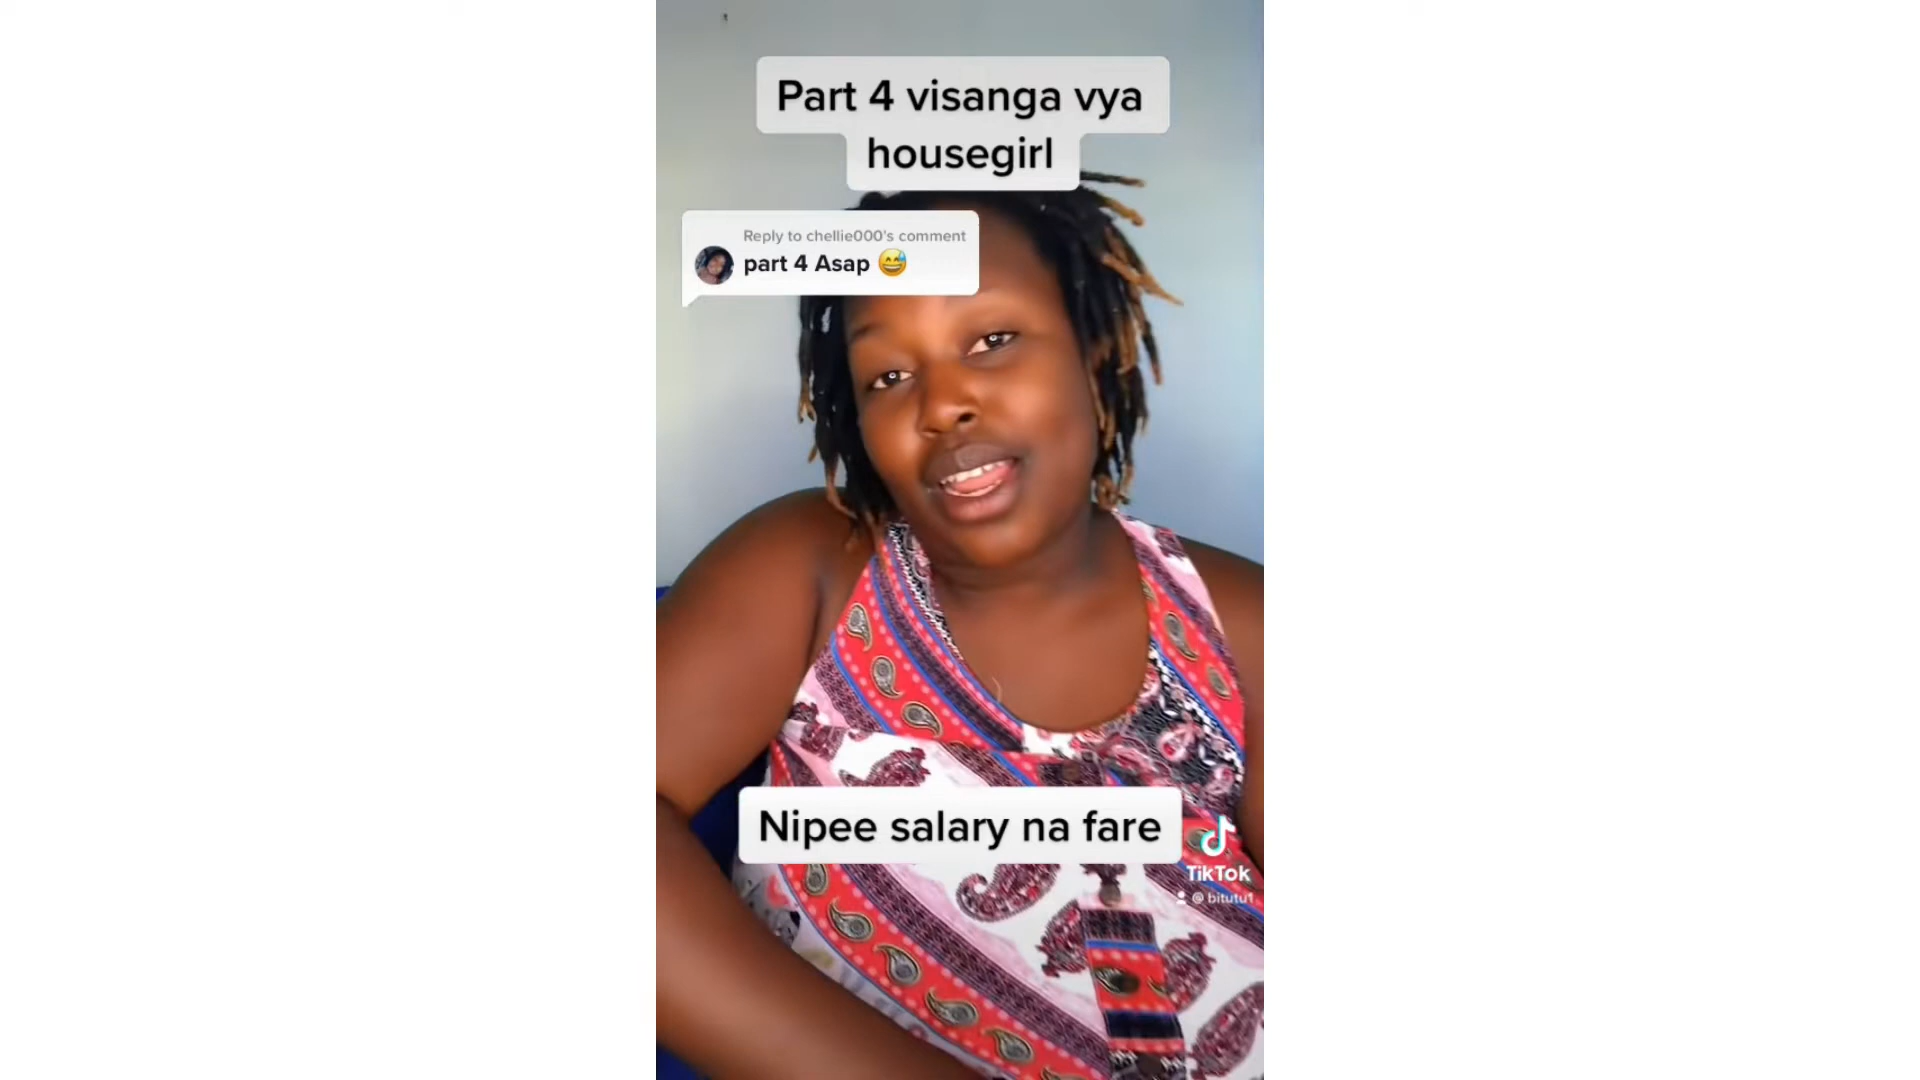 Part 4 visanga vya
housegirl
Reply to chellie000's comment
part 4 Asap 😅
Nipee salary na fare
TikTok
@ bitutu1